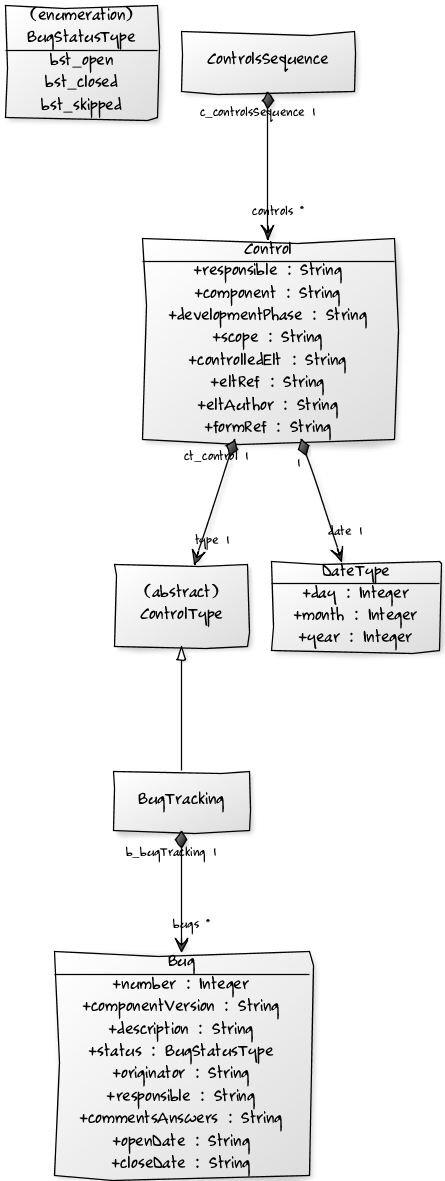 (enumeration)
BugStatusType
bst_open
bst_closed
bst_skipped
ControlsSequence
c_controlsSequence 1
controls *
Control
+responsible : String
+component : String
+developmentPhase : String
+scope : String
+controlledElt : String
+eltRef : String
+eltAuthor : String
+formRef : String
ct_control 1
1
type 1
date 1
(abstract)
ControlType
DateType
+day : Integer
+month : Integer
+year : Integer
BugTracking
b_bugTracking 1
bugs *
Bug
+number : Integer
+componentVersion : String
+description : String
+status : BugStatusType
+originator : String
+responsible : String
+commentsAnswers : String
+openDate : String
+closeDate : String